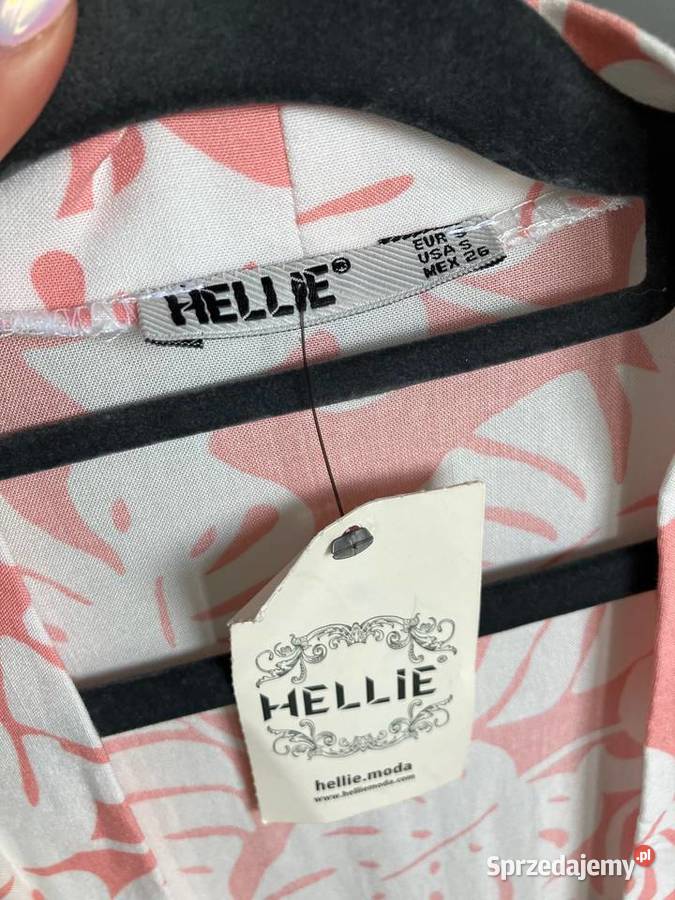 HELLIE®
EUR S
USA S
MEX 26
HELLIE®
hellie.moda
www.helliemoda.com
Sprzedajemy.pl